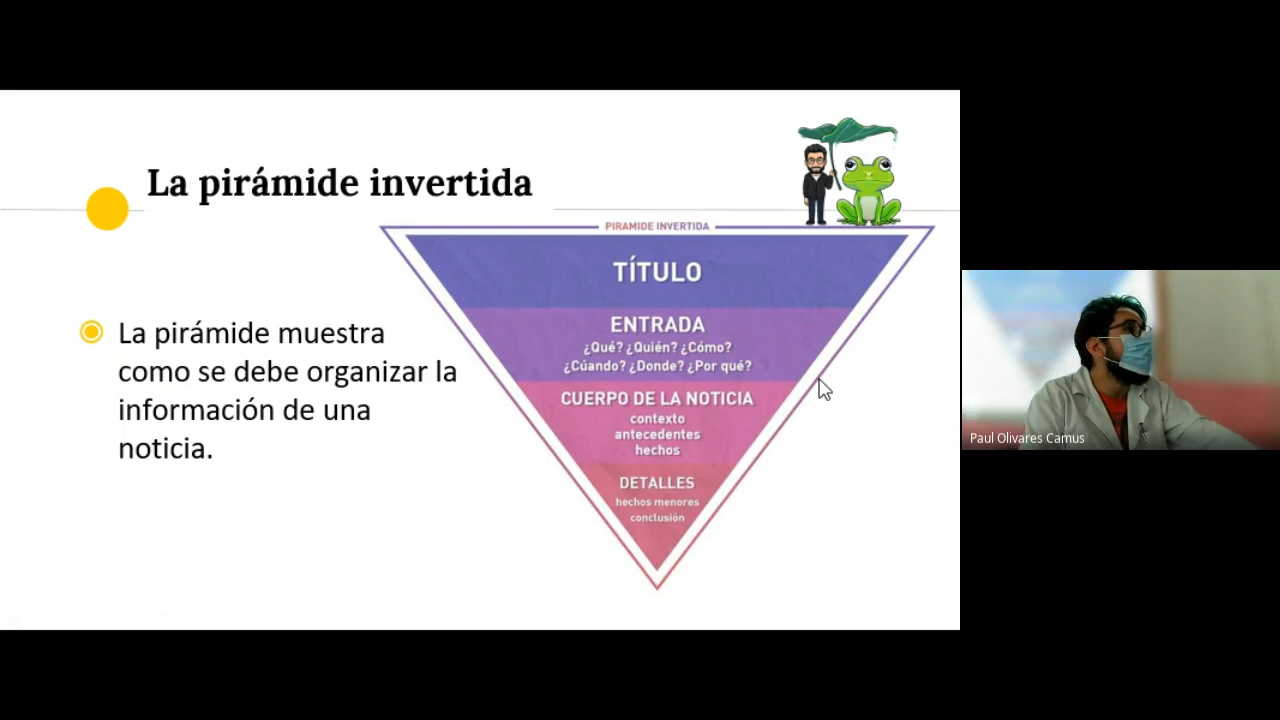 La pirámide invertida
PIRAMIDE INVERTIDA
TÍTULO
ENTRADA
¿Qué? ¿Quién? ¿Cómo?
¿Cúando? ¿Donde? ¿Por qué?
CUERPO DE LA NOTICIA
contexto
antecedentes
hechos
DETALLES
hechos menores
conclusión
La pirámide muestra
como se debe organizar la
información de una
noticia.
Paul Olivares Camus